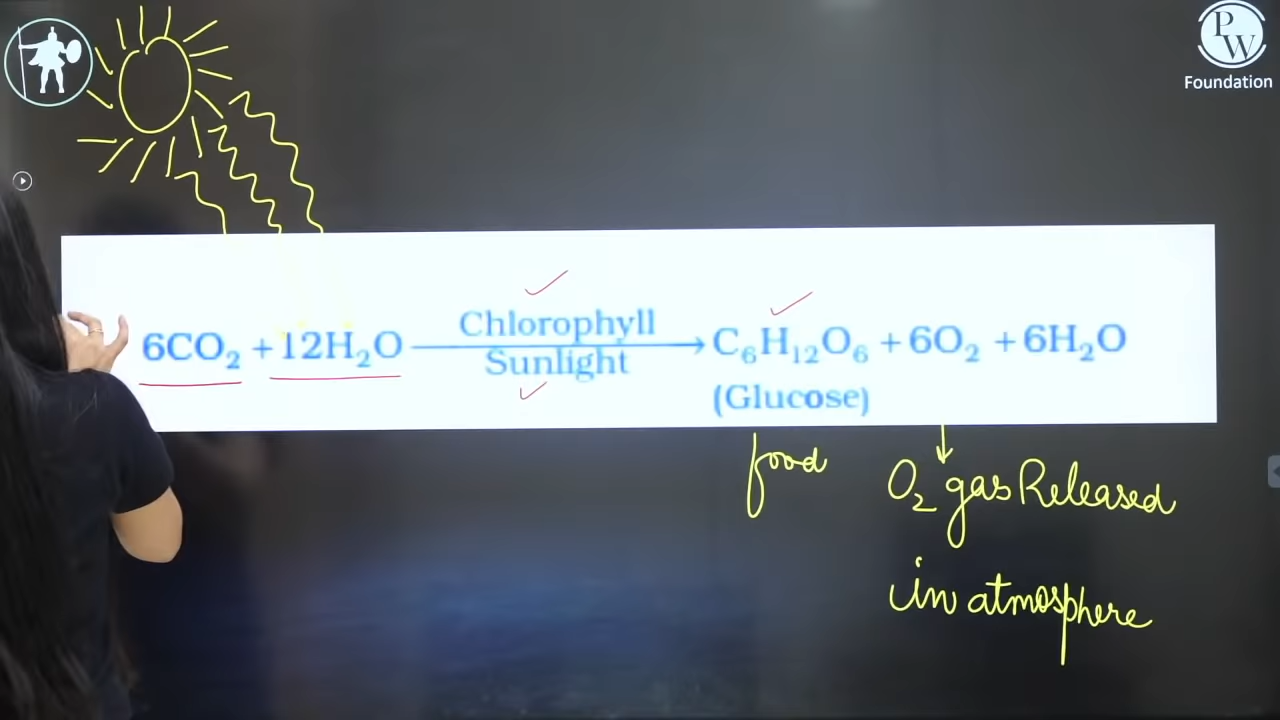 PW
Foundation
6CO₂ + 12H₂O Chlorophyll → C₆H₁₂O₆ + 6O₂ + 6H₂O
Sunlight
(Glucose)
food
O₂ gas Released
in atmosphere